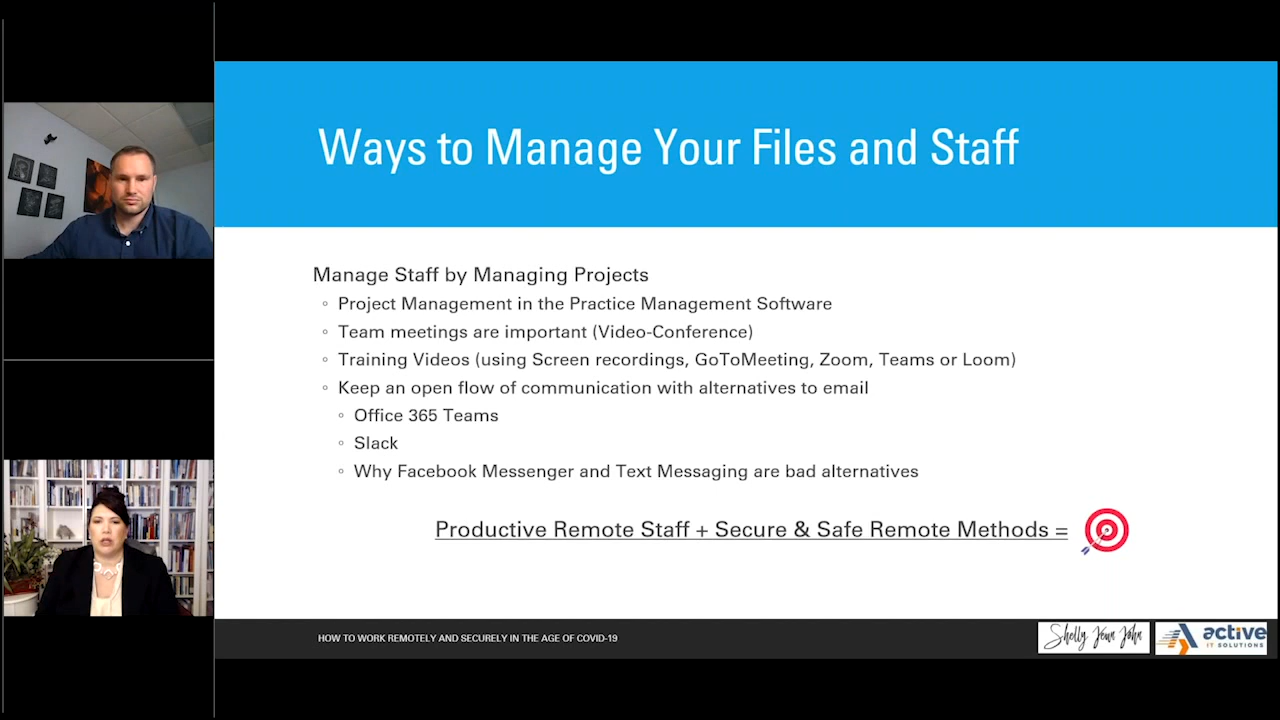 Ways to Manage Your Files and Staff
Manage Staff by Managing Projects
Project Management in the Practice Management Software
Team meetings are important (Video-Conference)
Training Videos (using Screen recordings, GoToMeeting, Zoom, Teams or Loom)
Keep an open flow of communication with alternatives to email
Office 365 Teams
Slack
Why Facebook Messenger and Text Messaging are bad alternatives
Productive Remote Staff + Secure & Safe Remote Methods =
HOW TO WORK REMOTELY AND SECURELY IN THE AGE OF COVID-19
Shelly Jean John
active
IT SOLUTIONS